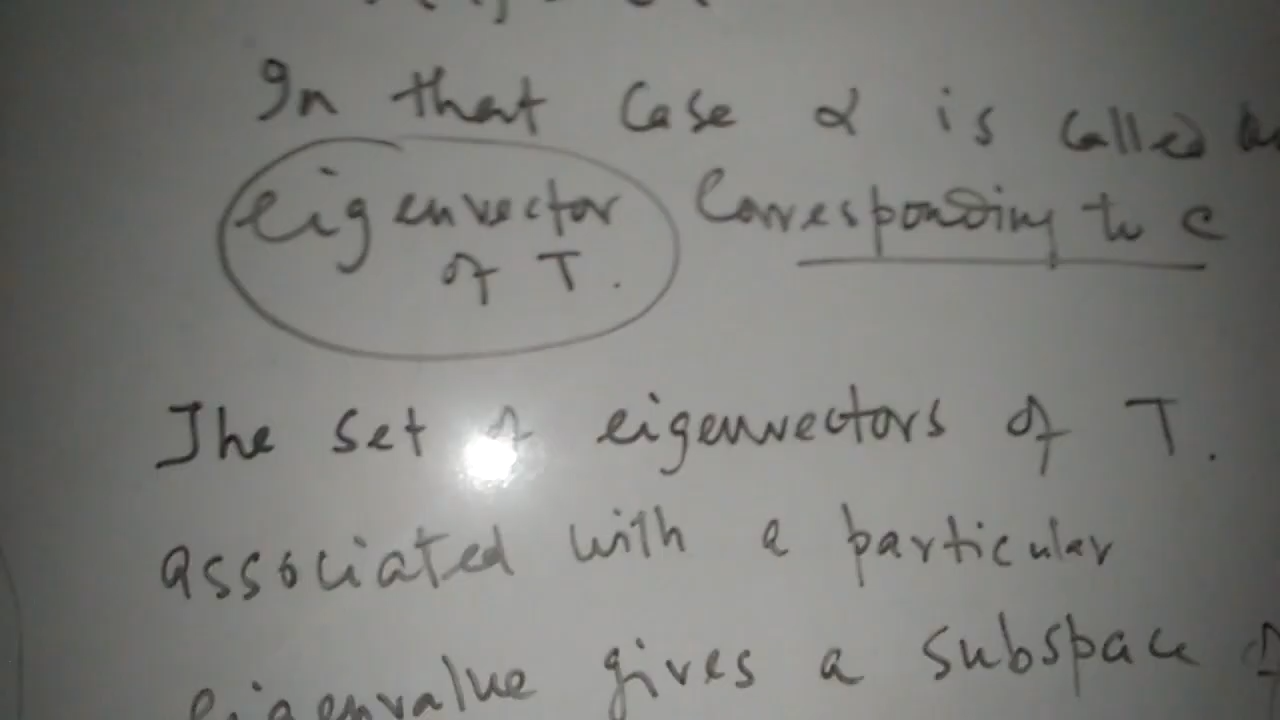 In that case α is called
eigenvector corresponding to c
of T.
The set of eigenvectors of T.
associated with a particular
eigenvalue gives a subspace